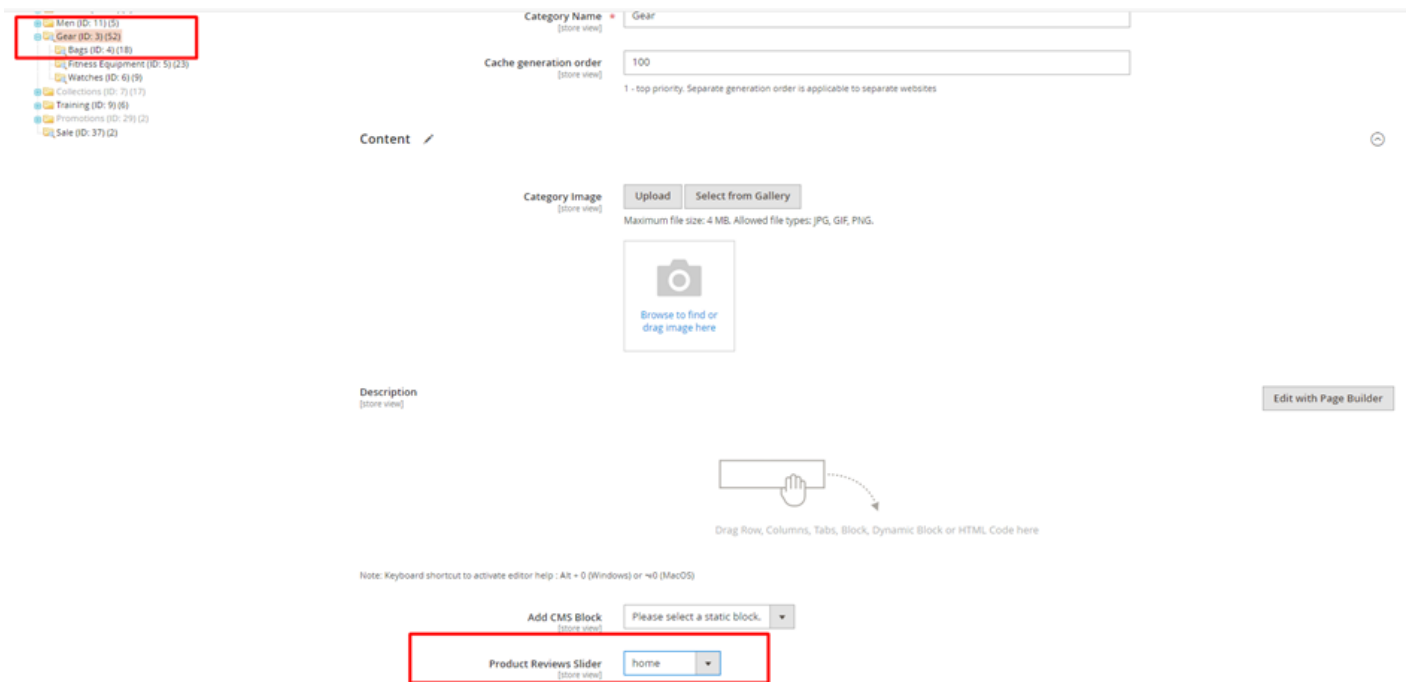 Men (ID: 11) (5)
Gear (ID: 3) (52)
Bags (ID: 4) (18)
Fitness Equipment (ID: 5) (23)
Watches (ID: 6) (9)
Collections (ID: 7) (17)
Training (ID: 9) (6)
Promotions (ID: 29) (2)
Sale (ID: 37) (2)
Category Name * Gear
[store view]
Cache generation order 100
[store view]
1 - top priority. Separate generation order is applicable to separate websites
Content
Category Image Upload Select from Gallery
[store view]
Maximum file size: 4 MB. Allowed file types: JPG, GIF, PNG.
Browse to find or
drag image here
Description
[store view]
Edit with Page Builder
Drag Row, Columns, Tabs, Block, Dynamic Block or HTML Code here
Note: Keyboard shortcut to activate editor help : Alt + 0 (Windows) or ⌥0 (MacOS)
Add CMS Block Please select a static block.
[store view]
Product Reviews Slider home
[store view]